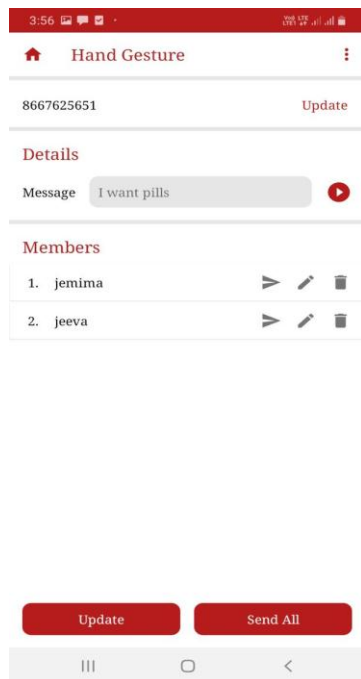 3:56
Hand Gesture
8667625651 Update
Details
Message I want pills
Members
1. jemima
2. jeeva
Update Send All